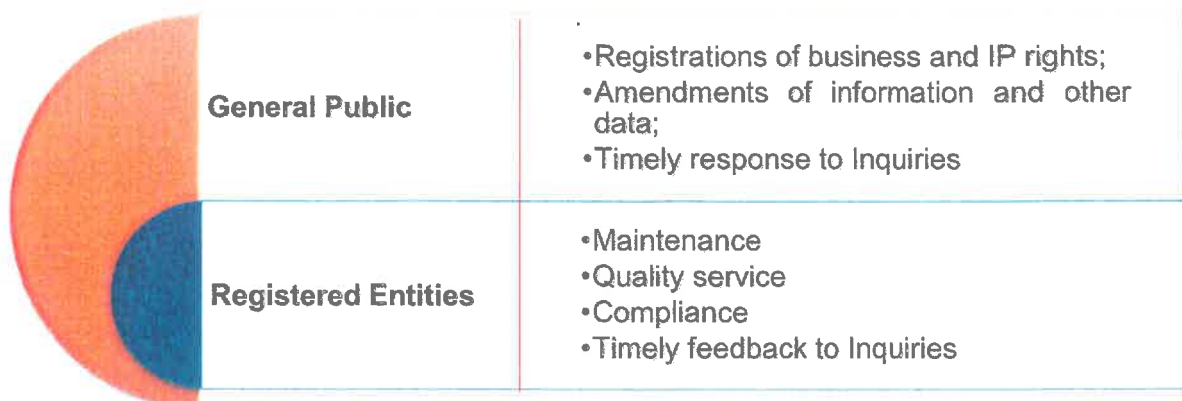 General Public
•Registrations of business and IP rights;
•Amendments of information and other
data;
•Timely response to Inquiries
Registered Entities
•Maintenance
•Quality service
•Compliance
•Timely feedback to Inquiries